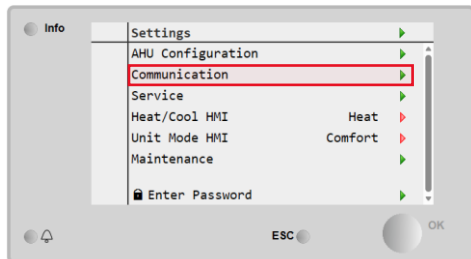 Info
Settings
AHU Configuration
Communication
Service
Heat/Cool HMI Heat
Unit Mode HMI Comfort
Maintenance
Enter Password
ESC
OK